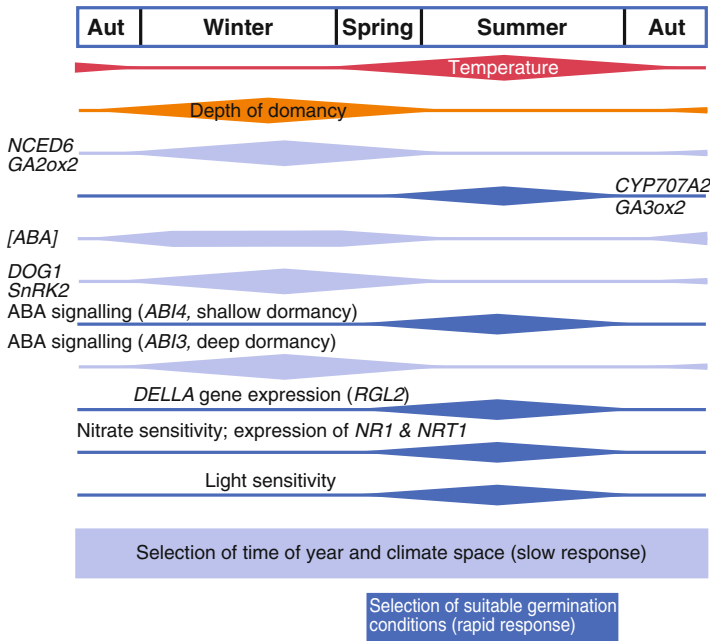 Aut Winter Spring Summer Aut
Temperature
Depth of domancy
NCED6
GA2ox2
CYP707A2
GA3ox2
[ABA]
DOG1
SnRK2
ABA signalling (ABI4, shallow dormancy)
ABA signalling (ABI3, deep dormancy)
DELLA gene expression (RGL2)
Nitrate sensitivity; expression of NR1 & NRT1
Light sensitivity
Selection of time of year and climate space (slow response)
Selection of suitable germination
conditions (rapid response)